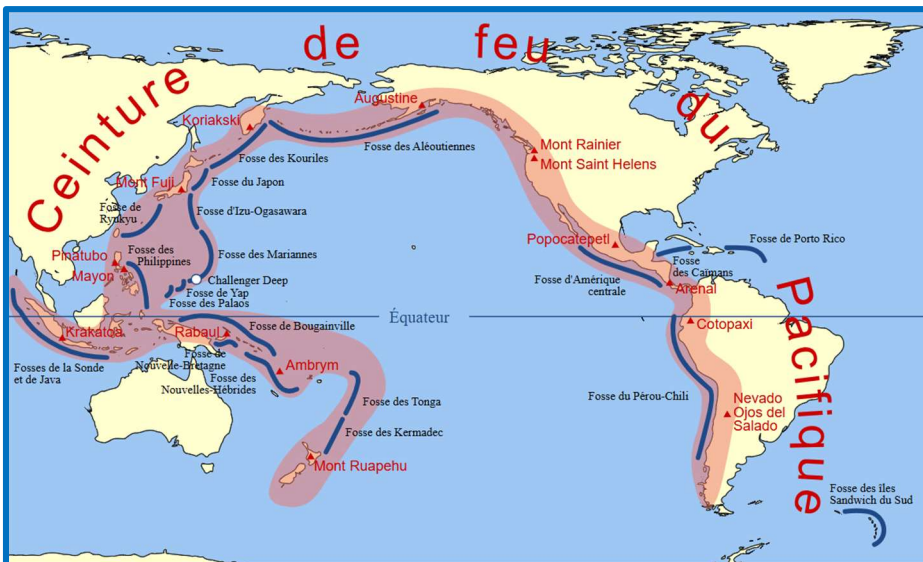 Ceinture de feu du Pacifique
Augustine
Koriakski
Fosse des Aléoutiennes
Mont Rainier
Mont Saint Helens
Fosse des Kouriles
Mont Fuji
Fosse du Japon
Fosse de
Ryukyu
Fosse d'Izu-Ogasawara
Popocatepetl
Fosse de Porto Rico
Pinatubo
Mayon
Fosse des
Philippines
Fosse des Mariannes
Challenger Deep
Fosse de Yap
Fosse des Palaos
Fosse d'Amérique
centrale
Fosse
des Caïmans
Arenal
Équateur
Krakatoa
Rabaul
Fosse de Bougainville
Cotopaxi
Fosses de la Sonde
et de Java
Fosse de
Nouvelle-Bretagne
Fosse des
Nouvelles-Hébrides
Ambrym
Fosse des Tonga
Fosse des Kermadec
Fosse du Pérou-Chili
Nevado
Ojos del
Salado
Mont Ruapehu
Fosse des îles
Sandwich du Sud